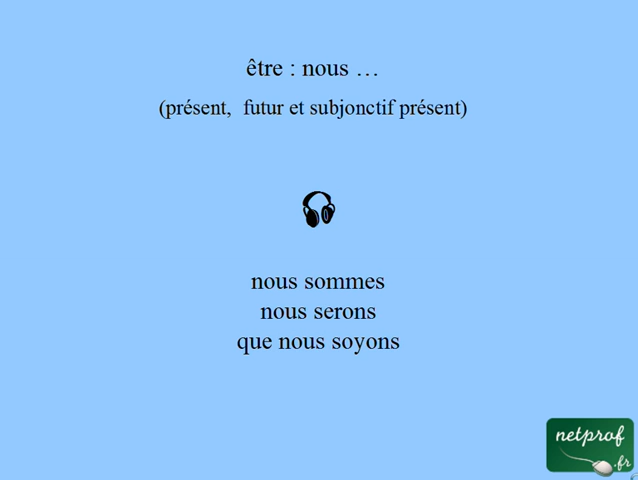 être : nous …
(présent, futur et subjonctif présent)
nous sommes
nous serons
que nous soyons
netprof
.fr